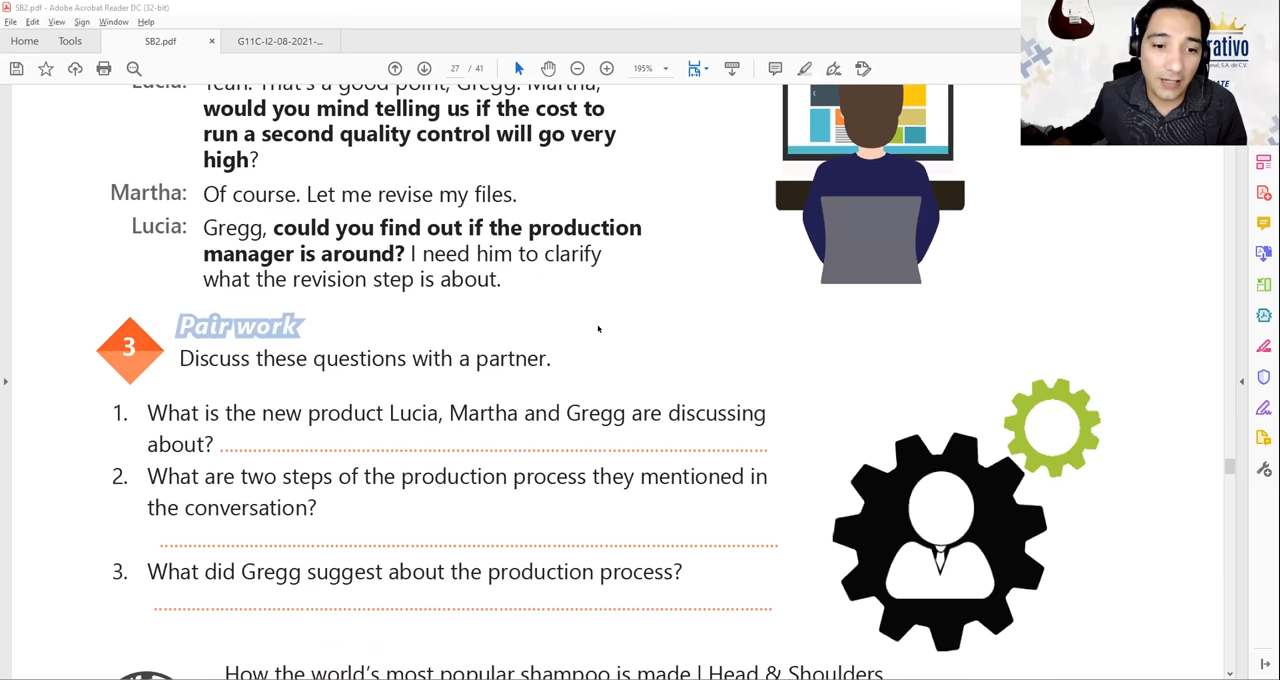 SB2.pdf - Adobe Acrobat Reader DC (32-bit)
File Edit View Sign Window Help
Home Tools SB2.pdf × G11C-I2-08-2021-...
27 / 41 195%
Yeah. That's a good point, Gregg. Martha,
would you mind telling us if the cost to
run a second quality control will go very
high?
Martha: Of course. Let me revise my files.
Lucia: Gregg, could you find out if the production
manager is around? I need him to clarify
what the revision step is about.
3 Pair work
Discuss these questions with a partner.
1. What is the new product Lucia, Martha and Gregg are discussing
about?
2. What are two steps of the production process they mentioned in
the conversation?
3. What did Gregg suggest about the production process?
How the world's most popular shampoo is made | Head & Shoulders